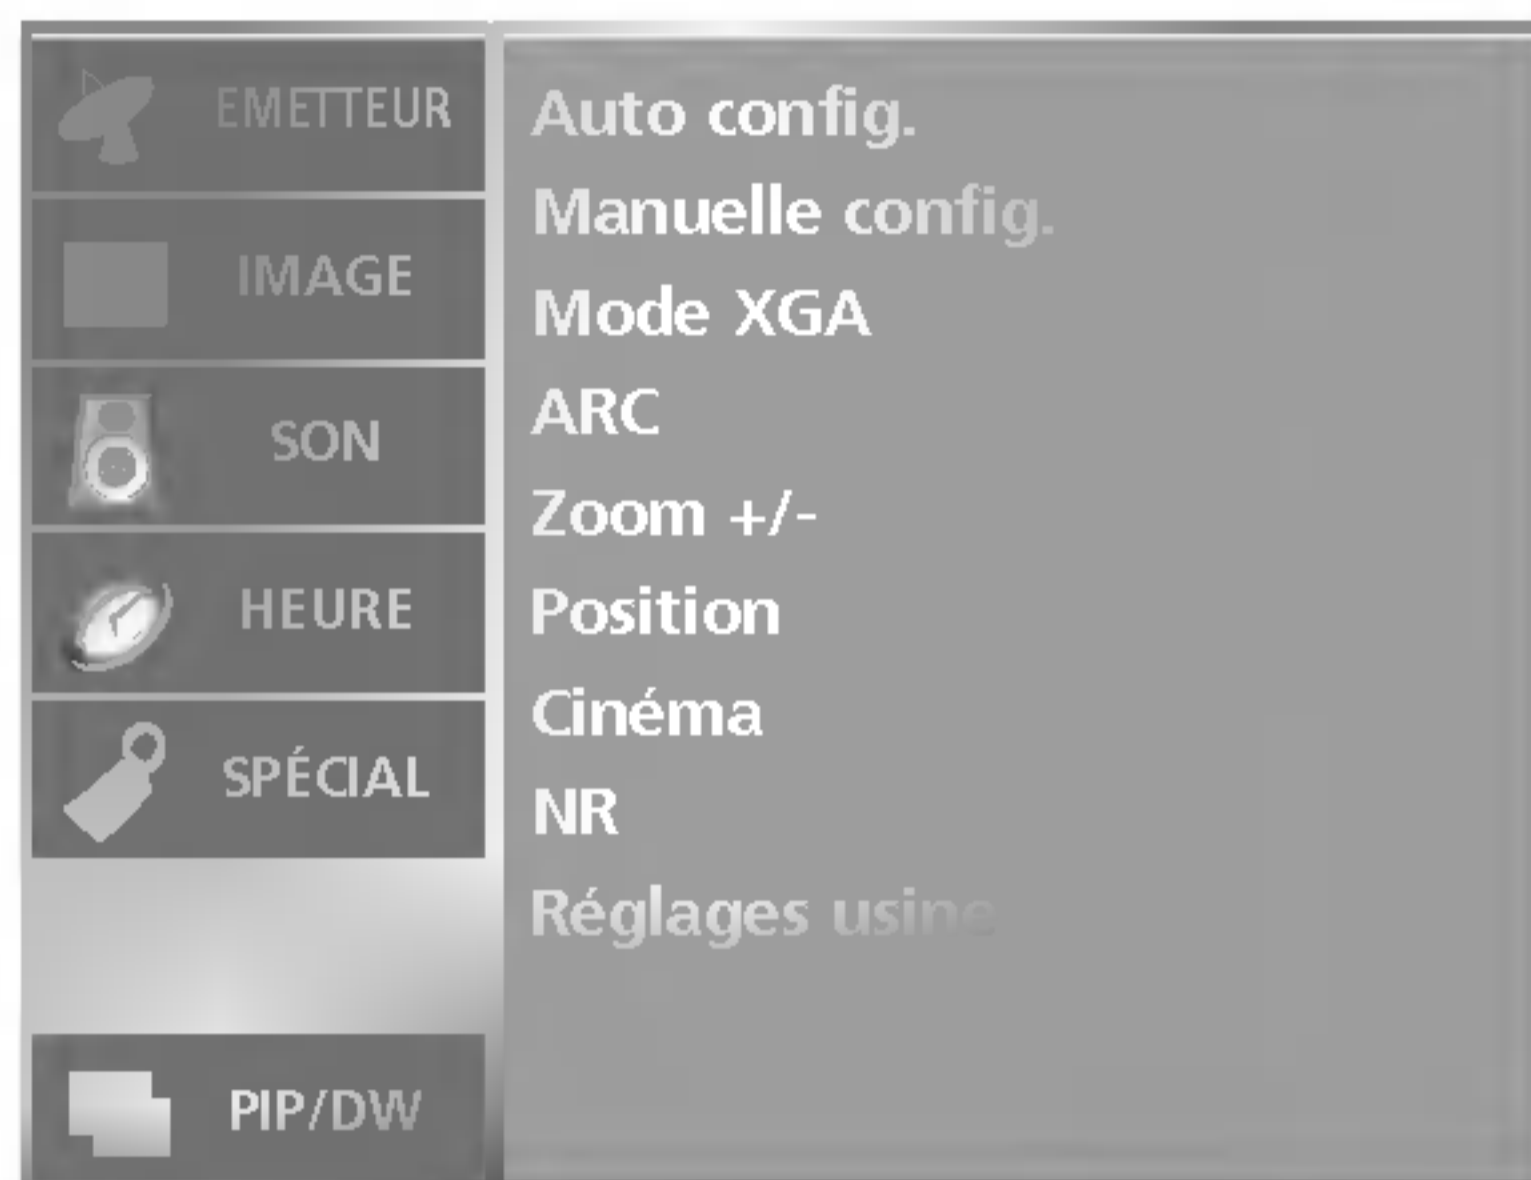 EMETTEUR
IMAGE
SON
HEURE
SPÉCIAL
PIP/DW
Auto config.
Manuelle config.
Mode XGA
ARC
Zoom +/-
Position
Cinéma
NR
Réglages usine